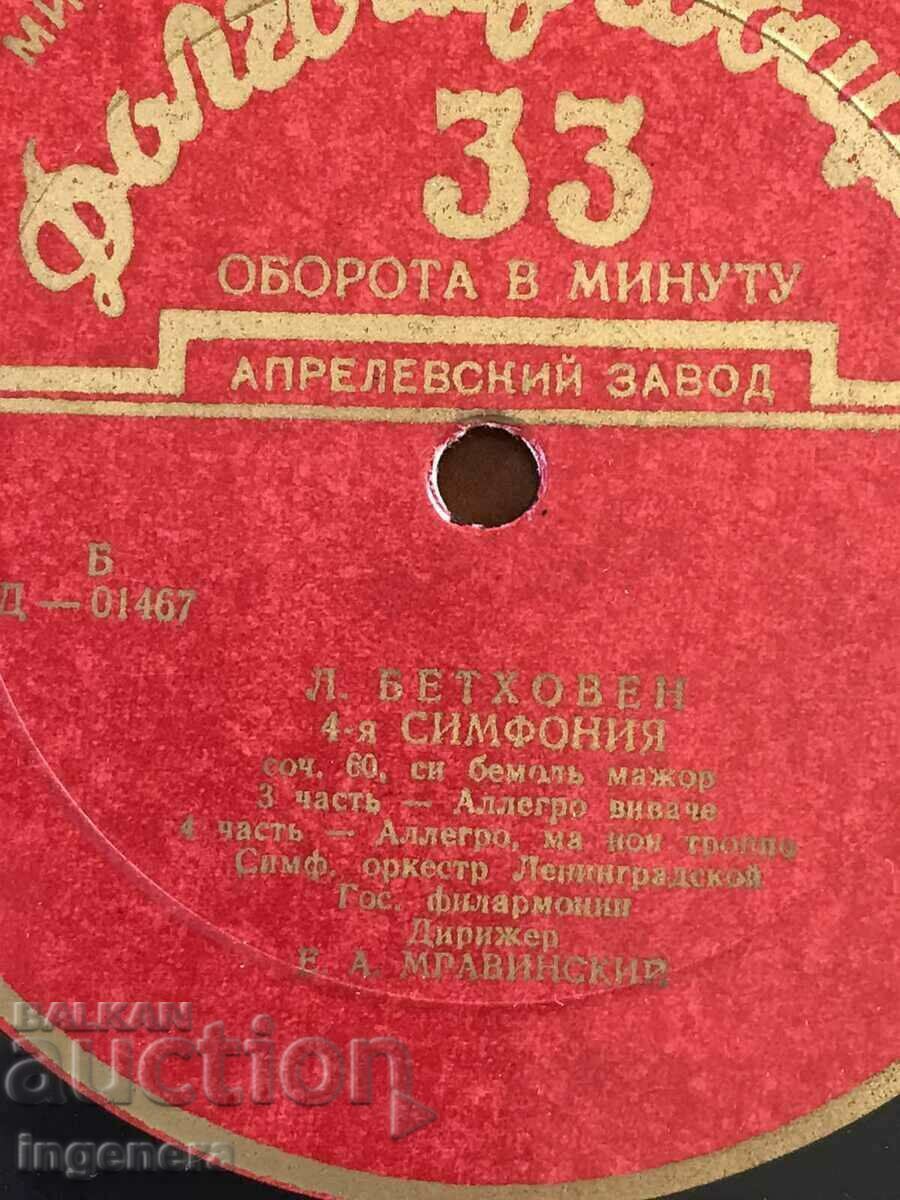 33
ОБОРОТА В МИНУТУ
АПРЕЛЕВСКИЙ ЗАВОД
Б
Д — 01467
Л. БЕТХОВЕН
4-я СИМФОНИЯ
соч. 60, си бемоль мажор
3 часть — Аллегро виваче
4 часть — Аллегро, ма нон троппо
Симф. оркестр Ленинградской
Гос. филармонии
Дирижер
Е. А. МРАВИНСКИЙ
BALKAN
auction
ingenera